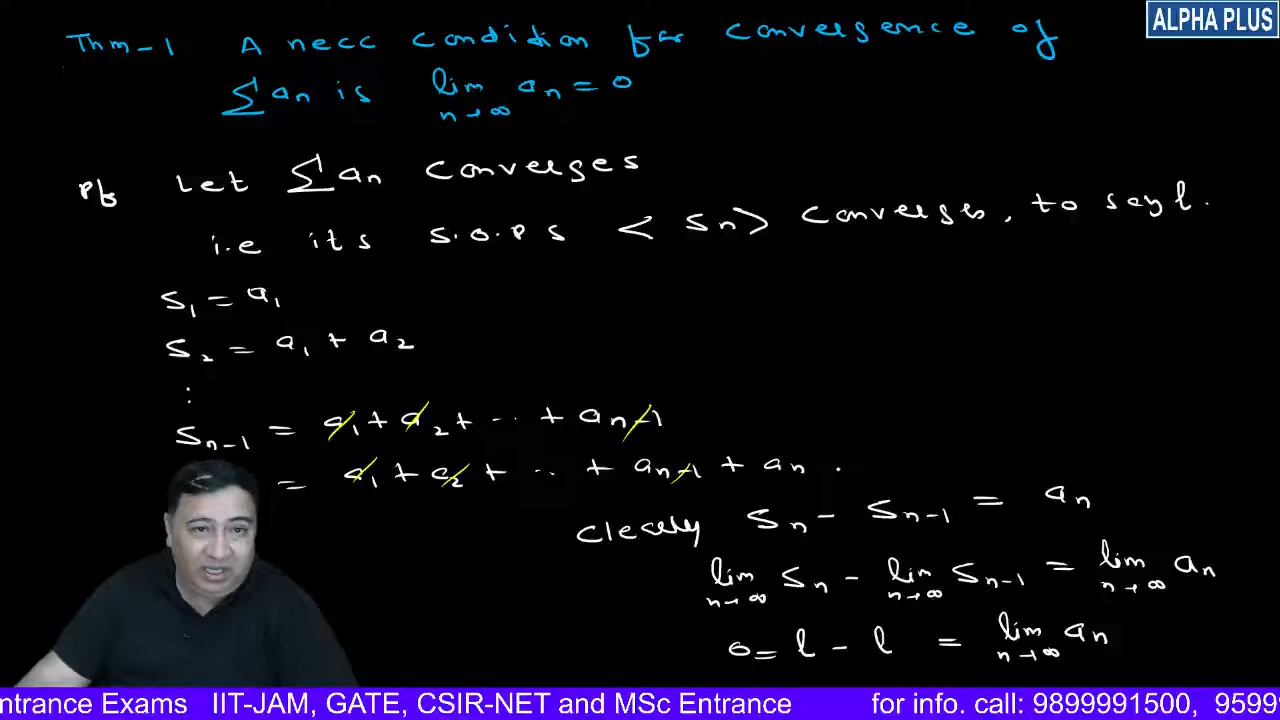 ALPHA PLUS
Thm-1 A necc condition for convergence of
∑ an is lim n→∞ an = 0
Pf Let ∑ an converges
i.e its s.o.p.s < Sn > converges, to say l.
S1 = a1
S2 = a1 + a2
⋮
Sn-1 = a1 + a2 + ... + an-1
= a1 + a2 + ... + an-1 + an.
Clearly Sn - Sn-1 = an
lim n→∞ Sn - lim n→∞ Sn-1 = lim n→∞ an
0 = l - l = lim n→∞ an
ntrance Exams IIT-JAM, GATE, CSIR-NET and MSc Entrance for info. call: 9899991500, 9599